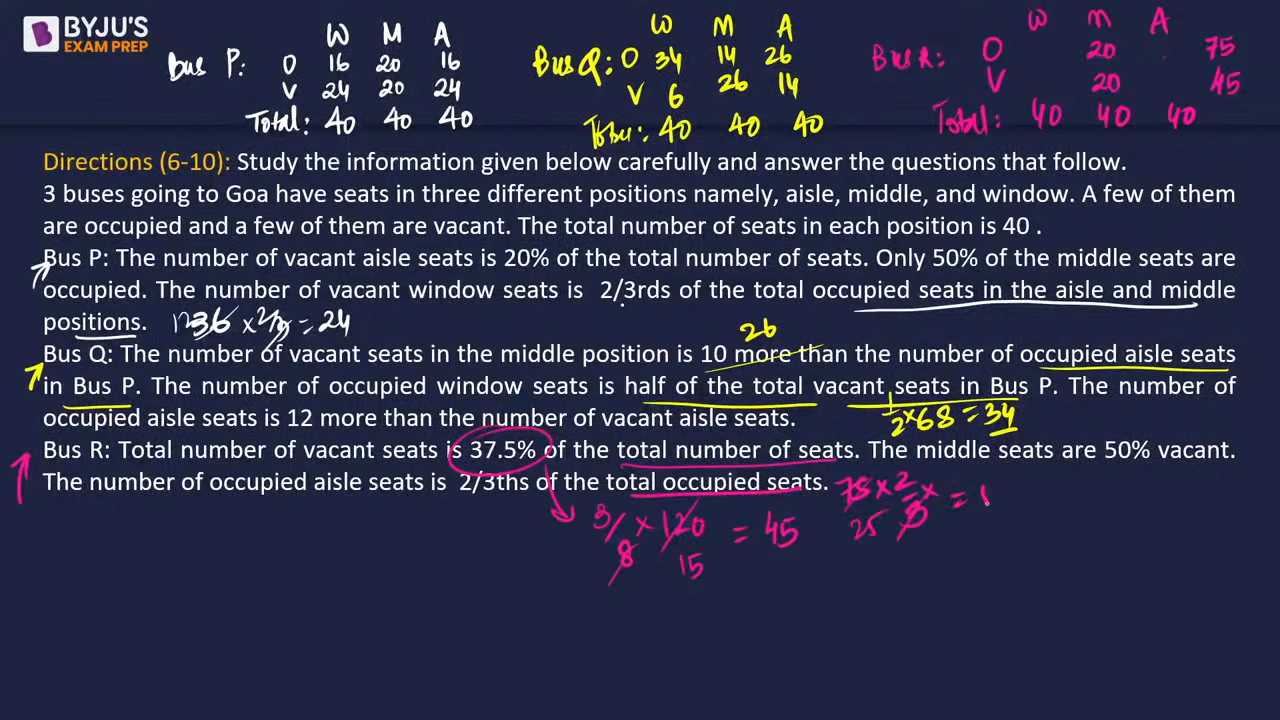 BYJU'S
EXAM PREP
W M A
Bus P: O 16 20 16
V 24 20 24
Total: 40 40 40
W M A
Bus Q: O 34 14 26
V 6 26 14
Total: 40 40 40
W M A
Bus R: O 20 75
V 20 45
Total: 40 40 40
Directions (6-10): Study the information given below carefully and answer the questions that follow.
3 buses going to Goa have seats in three different positions namely, aisle, middle, and window. A few of them
are occupied and a few of them are vacant. The total number of seats in each position is 40 .
Bus P: The number of vacant aisle seats is 20% of the total number of seats. Only 50% of the middle seats are
occupied. The number of vacant window seats is 2/3rds of the total occupied seats in the aisle and middle
positions. 12 36 × 2/3 = 24
26
Bus Q: The number of vacant seats in the middle position is 10 more than the number of occupied aisle seats
in Bus P. The number of occupied window seats is half of the total vacant seats in Bus P. The number of
occupied aisle seats is 12 more than the number of vacant aisle seats. 1/2 × 68 = 34
Bus R: Total number of vacant seats is 37.5% of the total number of seats. The middle seats are 50% vacant.
The number of occupied aisle seats is 2/3ths of the total occupied seats. 75 × 2/3 × = 1
25
3/8 × 120 = 45
15